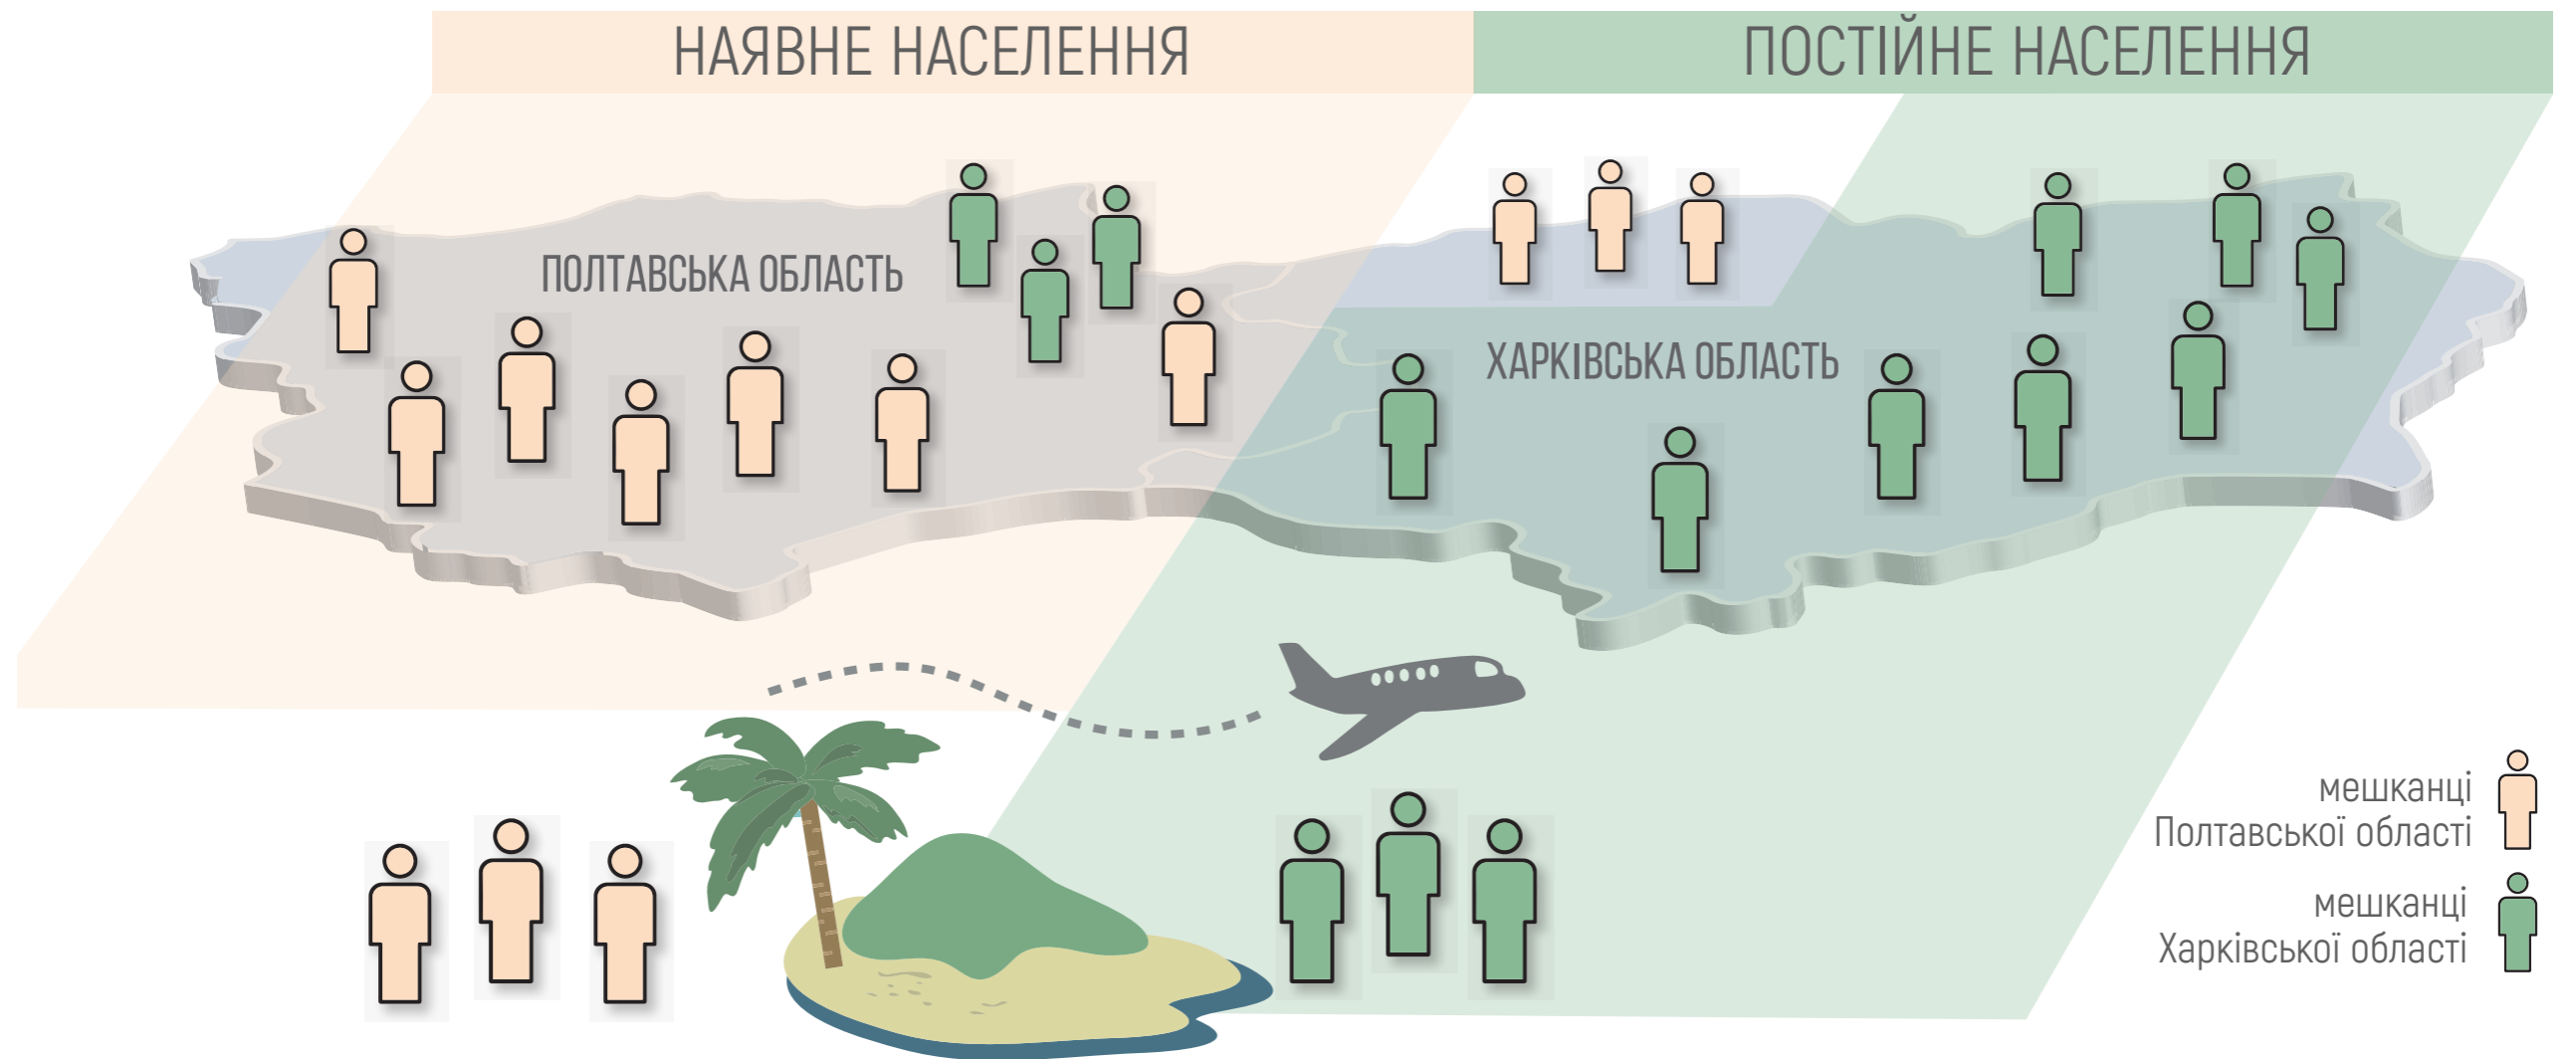 НАЯВНЕ НАСЕЛЕННЯ
ПОСТІЙНЕ НАСЕЛЕННЯ
ПОЛТАВСЬКА ОБЛАСТЬ
ХАРКІВСЬКА ОБЛАСТЬ
мешканці
Полтавської області
мешканці
Харківської області